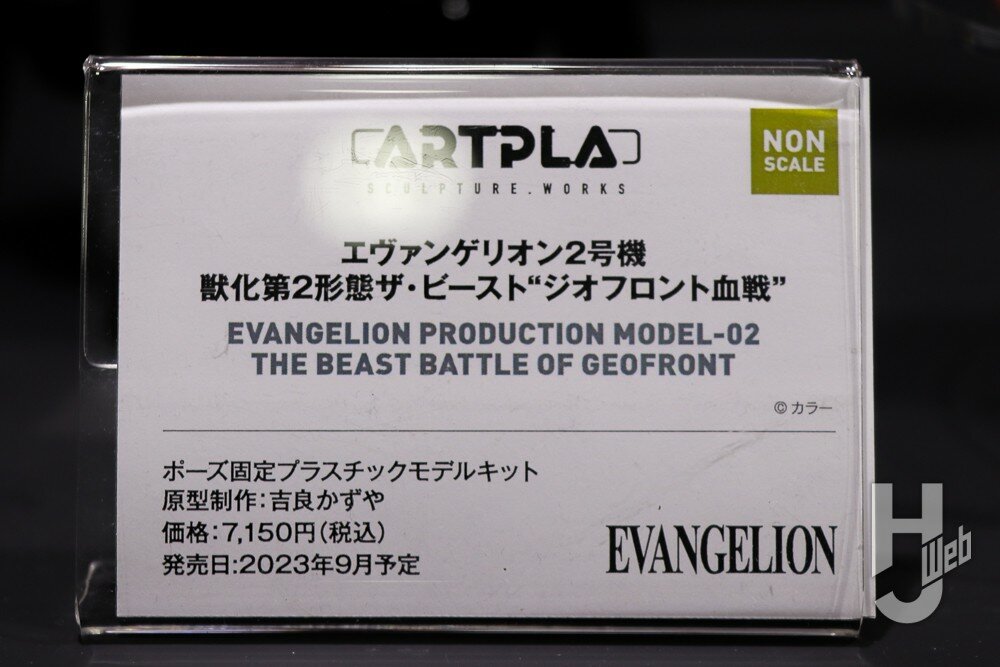 ARTPLA
SCULPTURE.WORKS
NON
SCALE
エヴァンゲリオン2号機
獣化第2形態ザ・ビースト“ジオフロント血戦”
EVANGELION PRODUCTION MODEL-02
THE BEAST BATTLE OF GEOFRONT
© カラー
ポーズ固定プラスチックモデルキット
原型制作:吉良かずや
価格:7,150円(税込)
発売日:2023年9月予定
EVANGELION
HJ Web